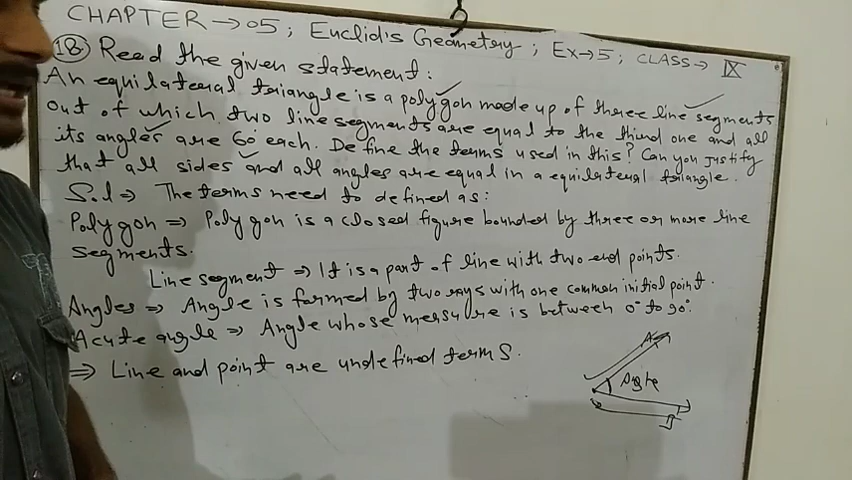 CHAPTER → 05; Euclid's Geometry; Ex→5; CLASS→ IX
18 Read the given statement:
An equilateral triangle is a polygon made up of three line segments
out of which two line segments are equal to the third one and all
its angles are 60° each. Define the terms used in this? Can you justify
that all sides and all angles are equal in a equilateral triangle.
Sol ⇒ The terms need to defined as:
Polygon ⇒ Polygon is a closed figure bounded by three or more line
segments.
Line segment ⇒ It is a part of line with two end points.
Angles ⇒ Angle is formed by two rays with one common initial point.
Acute angle ⇒ Angle whose measure is between 0° to 90°.
⇒ Line and point are undefined terms.
Angle